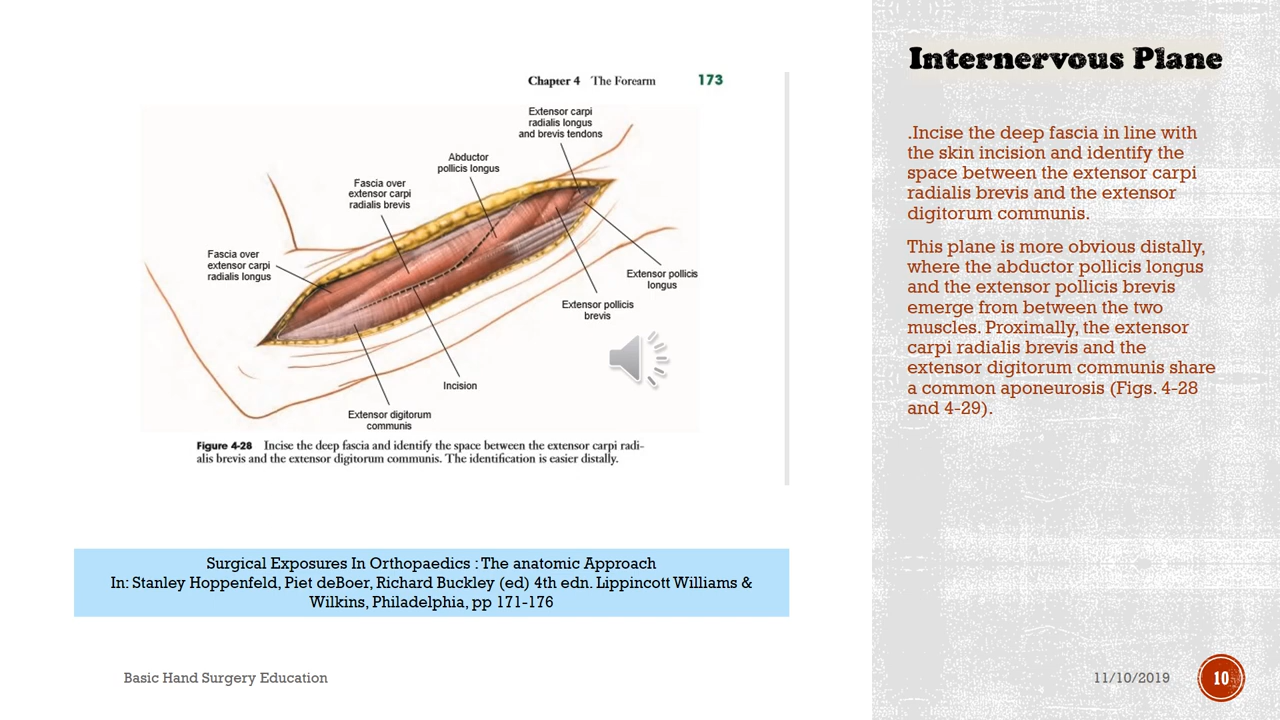 Internervous Plane
Chapter 4 The Forearm 173
Extensor carpi
radialis longus
and brevis tendons
Abductor
pollicis longus
Fascia over
extensor carpi
radialis brevis
Fascia over
extensor carpi
radialis longus
Extensor pollicis
longus
Extensor pollicis
brevis
Incision
Extensor digitorum
communis
Figure 4-28 Incise the deep fascia and identify the space between the extensor carpi radi-
alis brevis and the extensor digitorum communis. The identification is easier distally.
.Incise the deep fascia in line with
the skin incision and identify the
space between the extensor carpi
radialis brevis and the extensor
digitorum communis.
This plane is more obvious distally,
where the abductor pollicis longus
and the extensor pollicis brevis
emerge from between the two
muscles. Proximally, the extensor
carpi radialis brevis and the
extensor digitorum communis share
a common aponeurosis (Figs. 4-28
and 4-29).
Surgical Exposures In Orthopaedics : The anatomic Approach
In: Stanley Hoppenfeld, Piet deBoer, Richard Buckley (ed) 4th edn. Lippincott Williams &
Wilkins, Philadelphia, pp 171-176
Basic Hand Surgery Education
11/10/2019
10